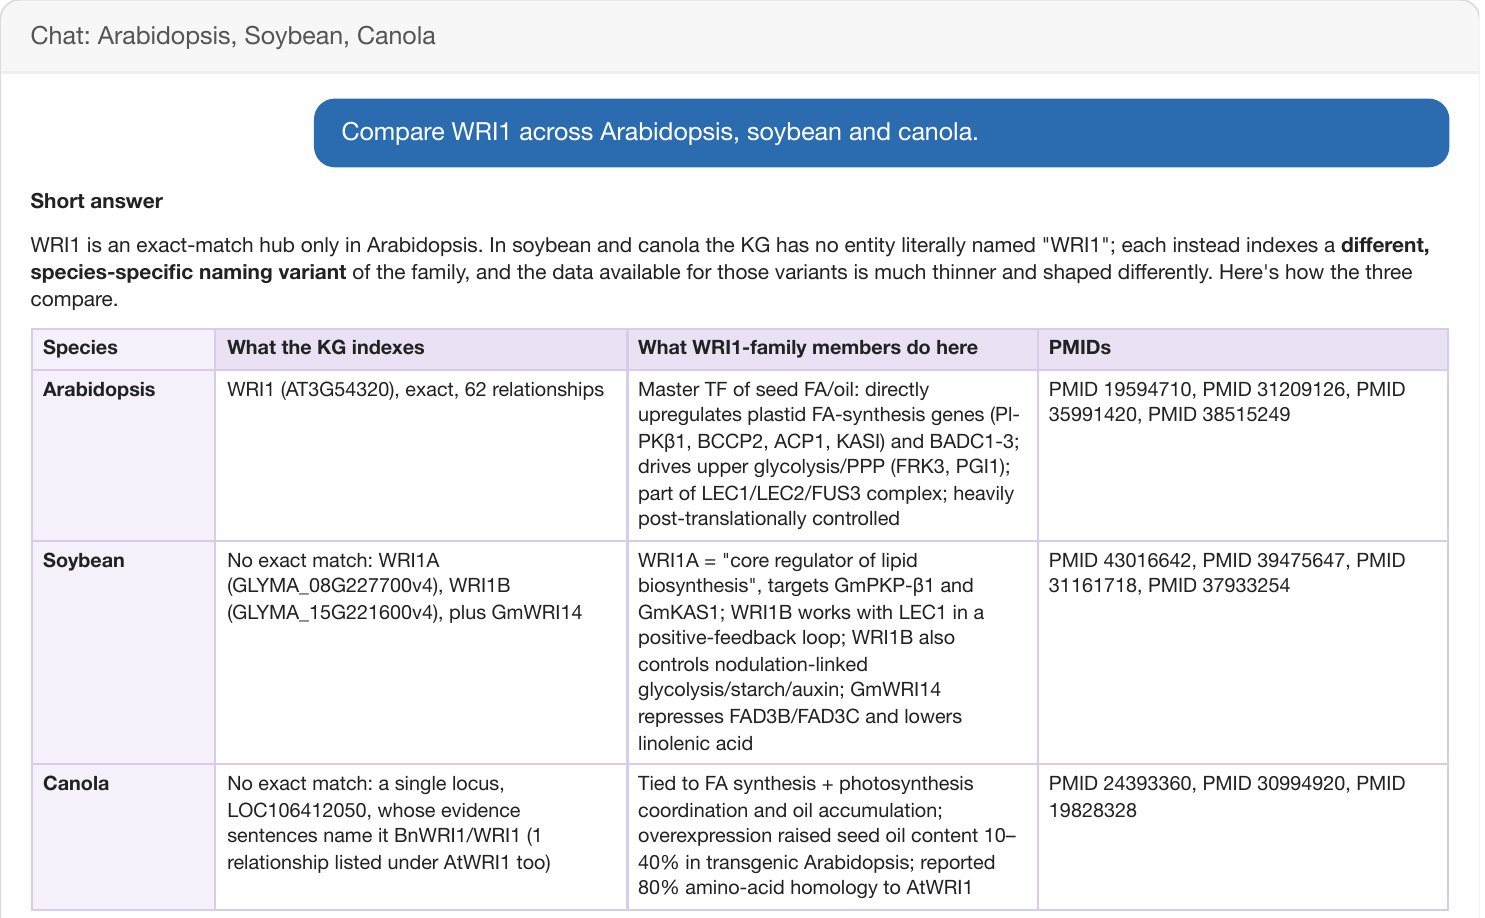 Chat: Arabidopsis, Soybean, Canola
Compare WRI1 across Arabidopsis, soybean and canola.
Short answer
WRI1 is an exact-match hub only in Arabidopsis. In soybean and canola the KG has no entity literally named "WRI1"; each instead indexes a different,
species-specific naming variant of the family, and the data available for those variants is much thinner and shaped differently. Here's how the three
compare.
Species
What the KG indexes
What WRI1-family members do here
PMIDs
Arabidopsis
WRI1 (AT3G54320), exact, 62 relationships
Master TF of seed FA/oil: directly
upregulates plastid FA-synthesis genes (Pl-
PKβ1, BCCP2, ACP1, KASI) and BADC1-3;
drives upper glycolysis/PPP (FRK3, PGI1);
part of LEC1/LEC2/FUS3 complex; heavily
post-translationally controlled
PMID 19594710, PMID 31209126, PMID
35991420, PMID 38515249
Soybean
No exact match: WRI1A
(GLYMA_08G227700v4), WRI1B
(GLYMA_15G221600v4), plus GmWRI14
WRI1A = "core regulator of lipid
biosynthesis", targets GmPKP-β1 and
GmKAS1; WRI1B works with LEC1 in a
positive-feedback loop; WRI1B also
controls nodulation-linked
glycolysis/starch/auxin; GmWRI14
represses FAD3B/FAD3C and lowers
linolenic acid
PMID 43016642, PMID 39475647, PMID
31161718, PMID 37933254
Canola
No exact match: a single locus,
LOC106412050, whose evidence
sentences name it BnWRI1/WRI1 (1
relationship listed under AtWRI1 too)
Tied to FA synthesis + photosynthesis
coordination and oil accumulation;
overexpression raised seed oil content 10–
40% in transgenic Arabidopsis; reported
80% amino-acid homology to AtWRI1
PMID 24393360, PMID 30994920, PMID
19828328